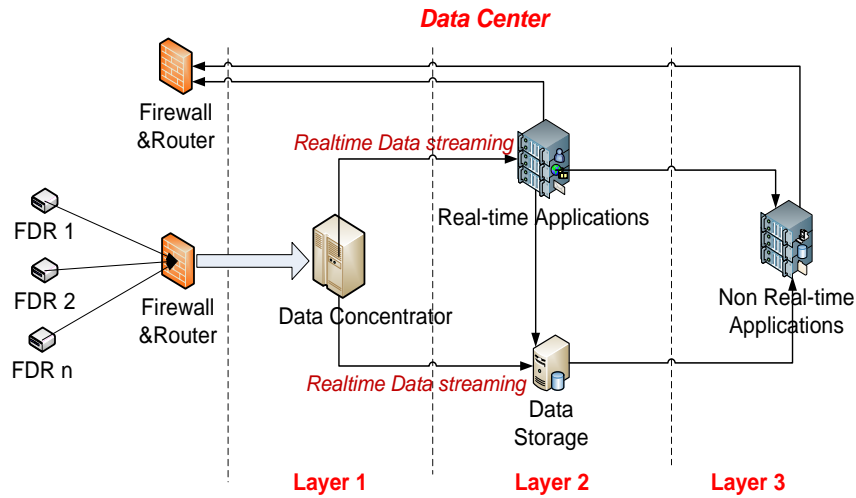 Data Center
Firewall
&Router
Realtime Data streaming
Real-time Applications
FDR 1
FDR 2
FDR n
Firewall
&Router
Data Concentrator
Non Real-time
Applications
Realtime Data streaming
Data
Storage
Layer 1
Layer 2
Layer 3